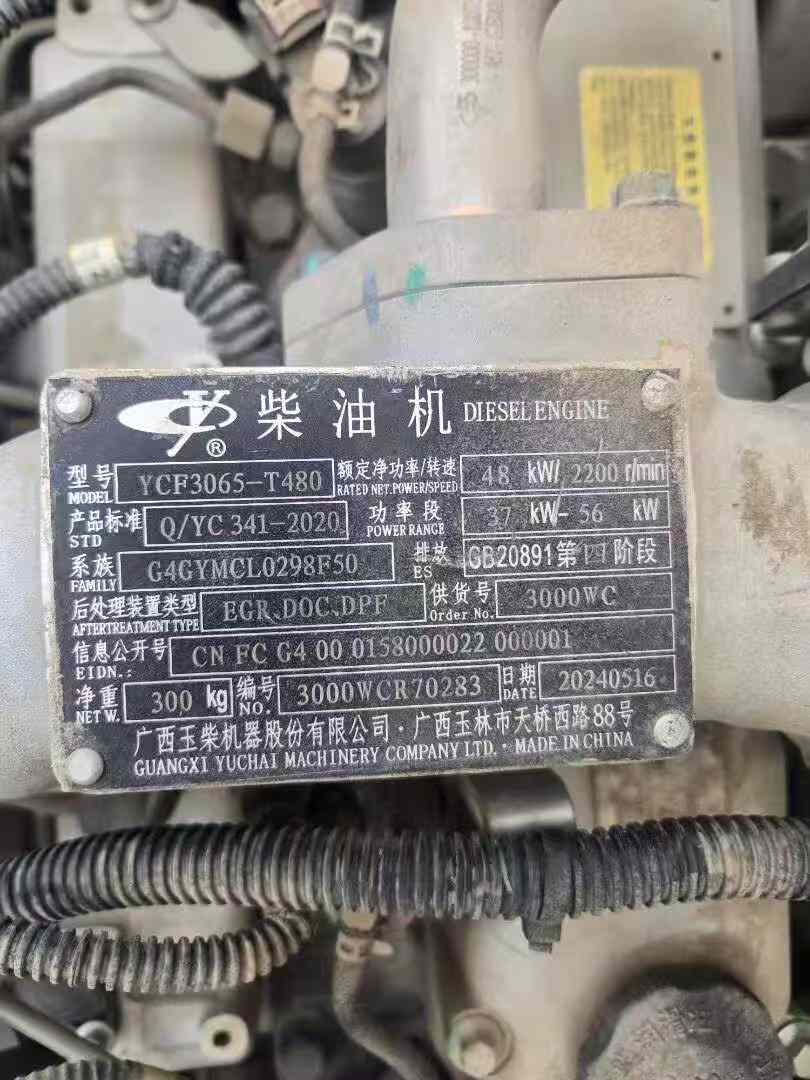 柴油机 DIESEL ENGINE
型号 MODEL YCF3065-T480 额定净功率/转速 RATED NET.POWER/SPEED 48 kW/ 2200 r/min
产品标准 STD Q/YC 341-2020 功率段 POWER RANGE 37 kW- 56 kW
系族 FAMILY G4GYMCL0298F50 排放 ES GB20891第四阶段
后处理装置类型 AFTERTREATMENT TYPE EGR、DOC、DPF 供货号 Order No. 3000WC
信息公开号 EIDN.: CN FC G4 00 0158000022 000001
净重 NET W. 300 kg 编号 NO. 3000WCR70283 日期 DATE 20240516
广西玉柴机器股份有限公司·广西玉林市天桥西路88号
GUANGXI YUCHAI MACHINERY COMPANY LTD. · MADE IN CHINA